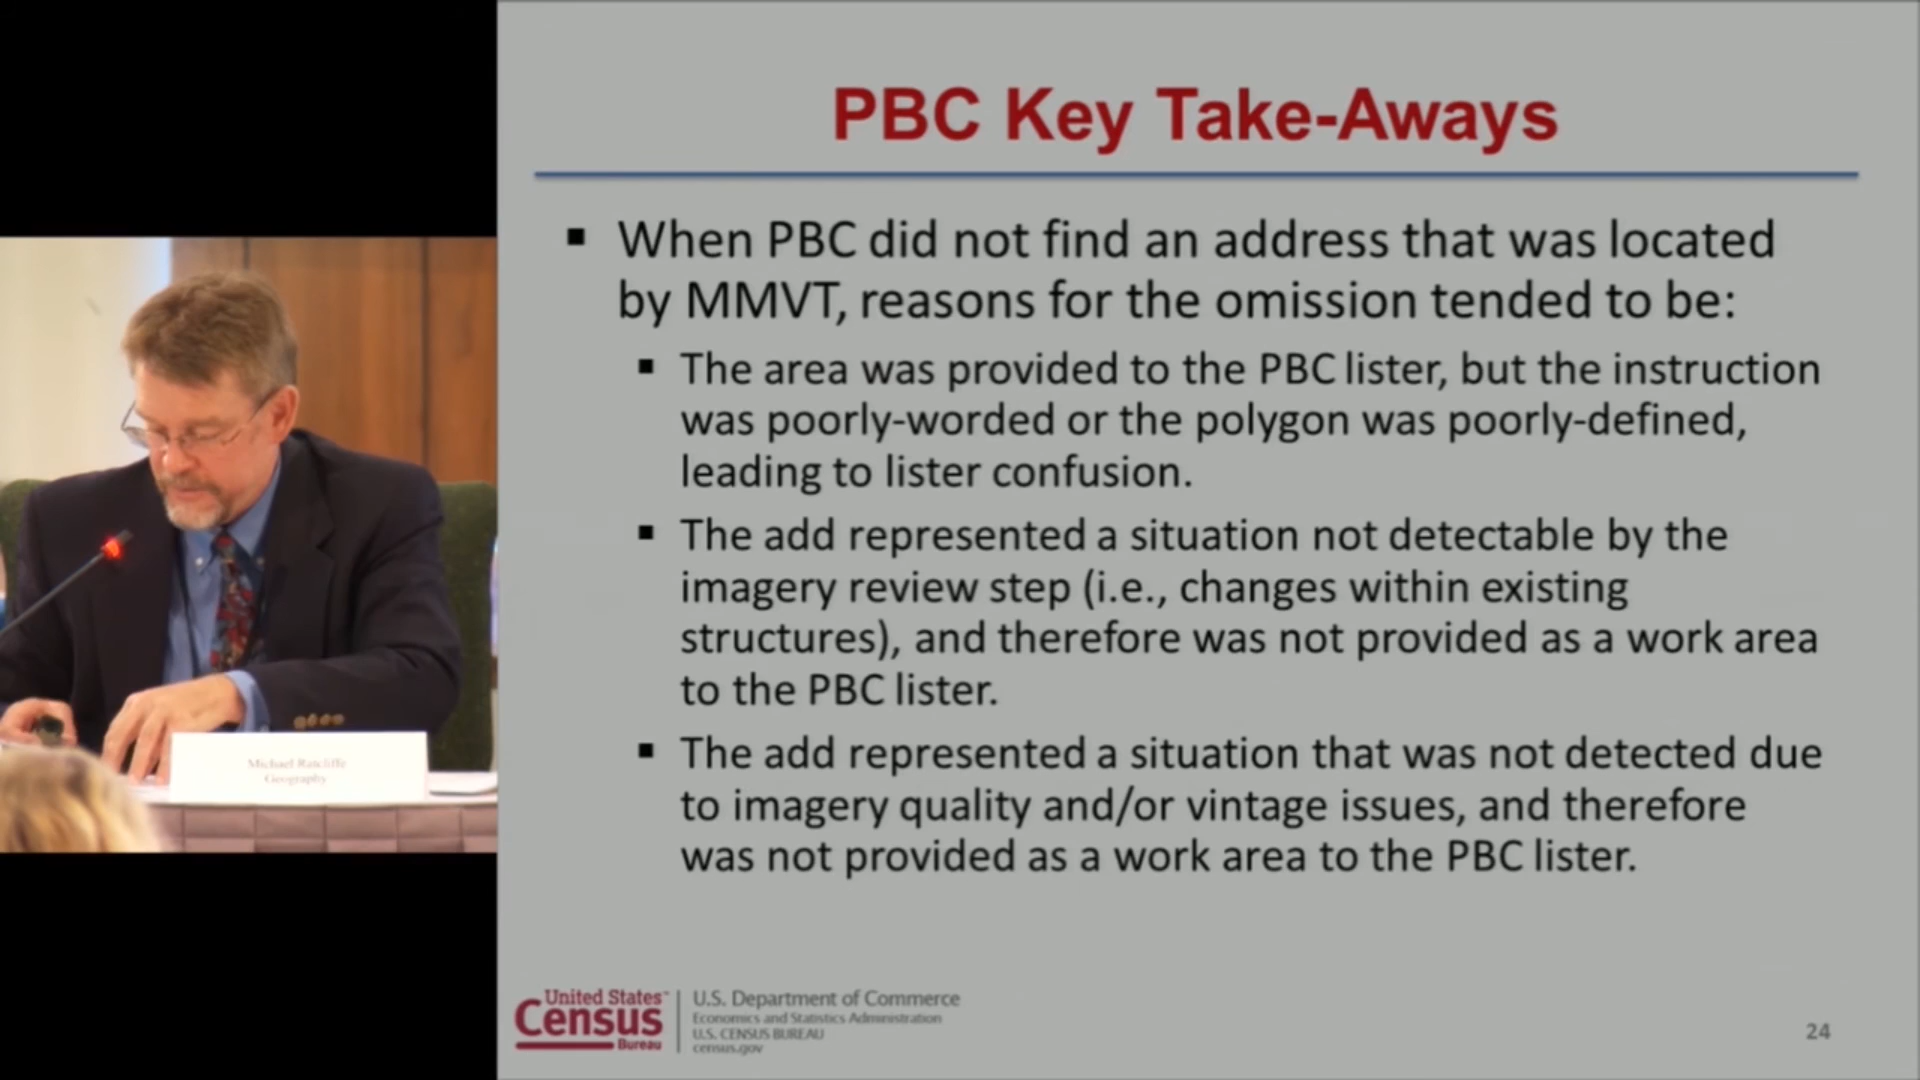 PBC Key Take-Aways
▪ When PBC did not find an address that was located
by MMVT, reasons for the omission tended to be:
▪ The area was provided to the PBC lister, but the instruction
was poorly-worded or the polygon was poorly-defined,
leading to lister confusion.
▪ The add represented a situation not detectable by the
imagery review step (i.e., changes within existing
structures), and therefore was not provided as a work area
to the PBC lister.
▪ The add represented a situation that was not detected due
to imagery quality and/or vintage issues, and therefore
was not provided as a work area to the PBC lister.
Michael Ratcliffe
Geography
United States™
Census
Bureau
U.S. Department of Commerce
Economics and Statistics Administration
U.S. CENSUS BUREAU
census.gov
24